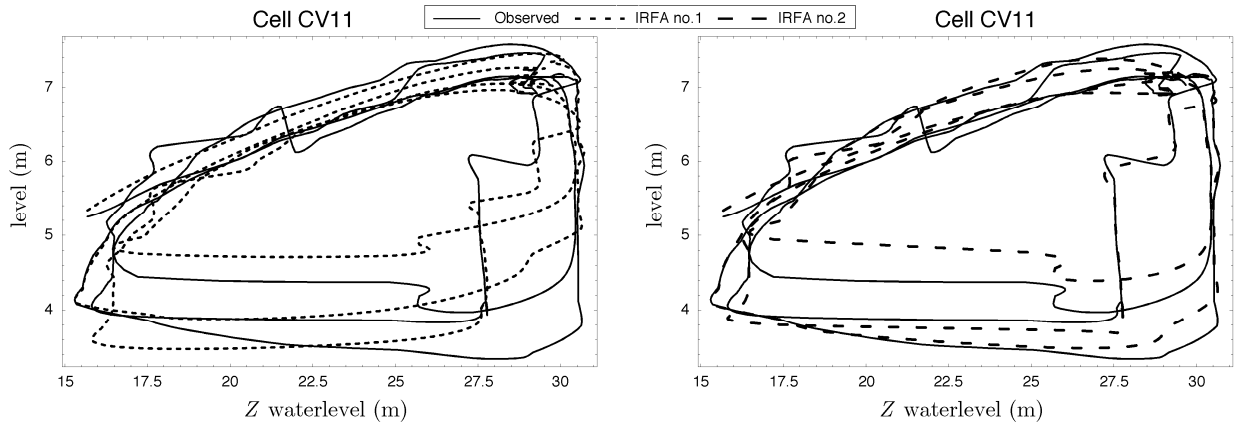 Cell CV11
Observed IRFA no.1 IRFA no.2
Cell CV11
7
6
5
4
level (m)
15 17.5 20 22.5 25 27.5 30
Z waterlevel (m)
7
6
5
4
level (m)
15 17.5 20 22.5 25 27.5 30
Z waterlevel (m)